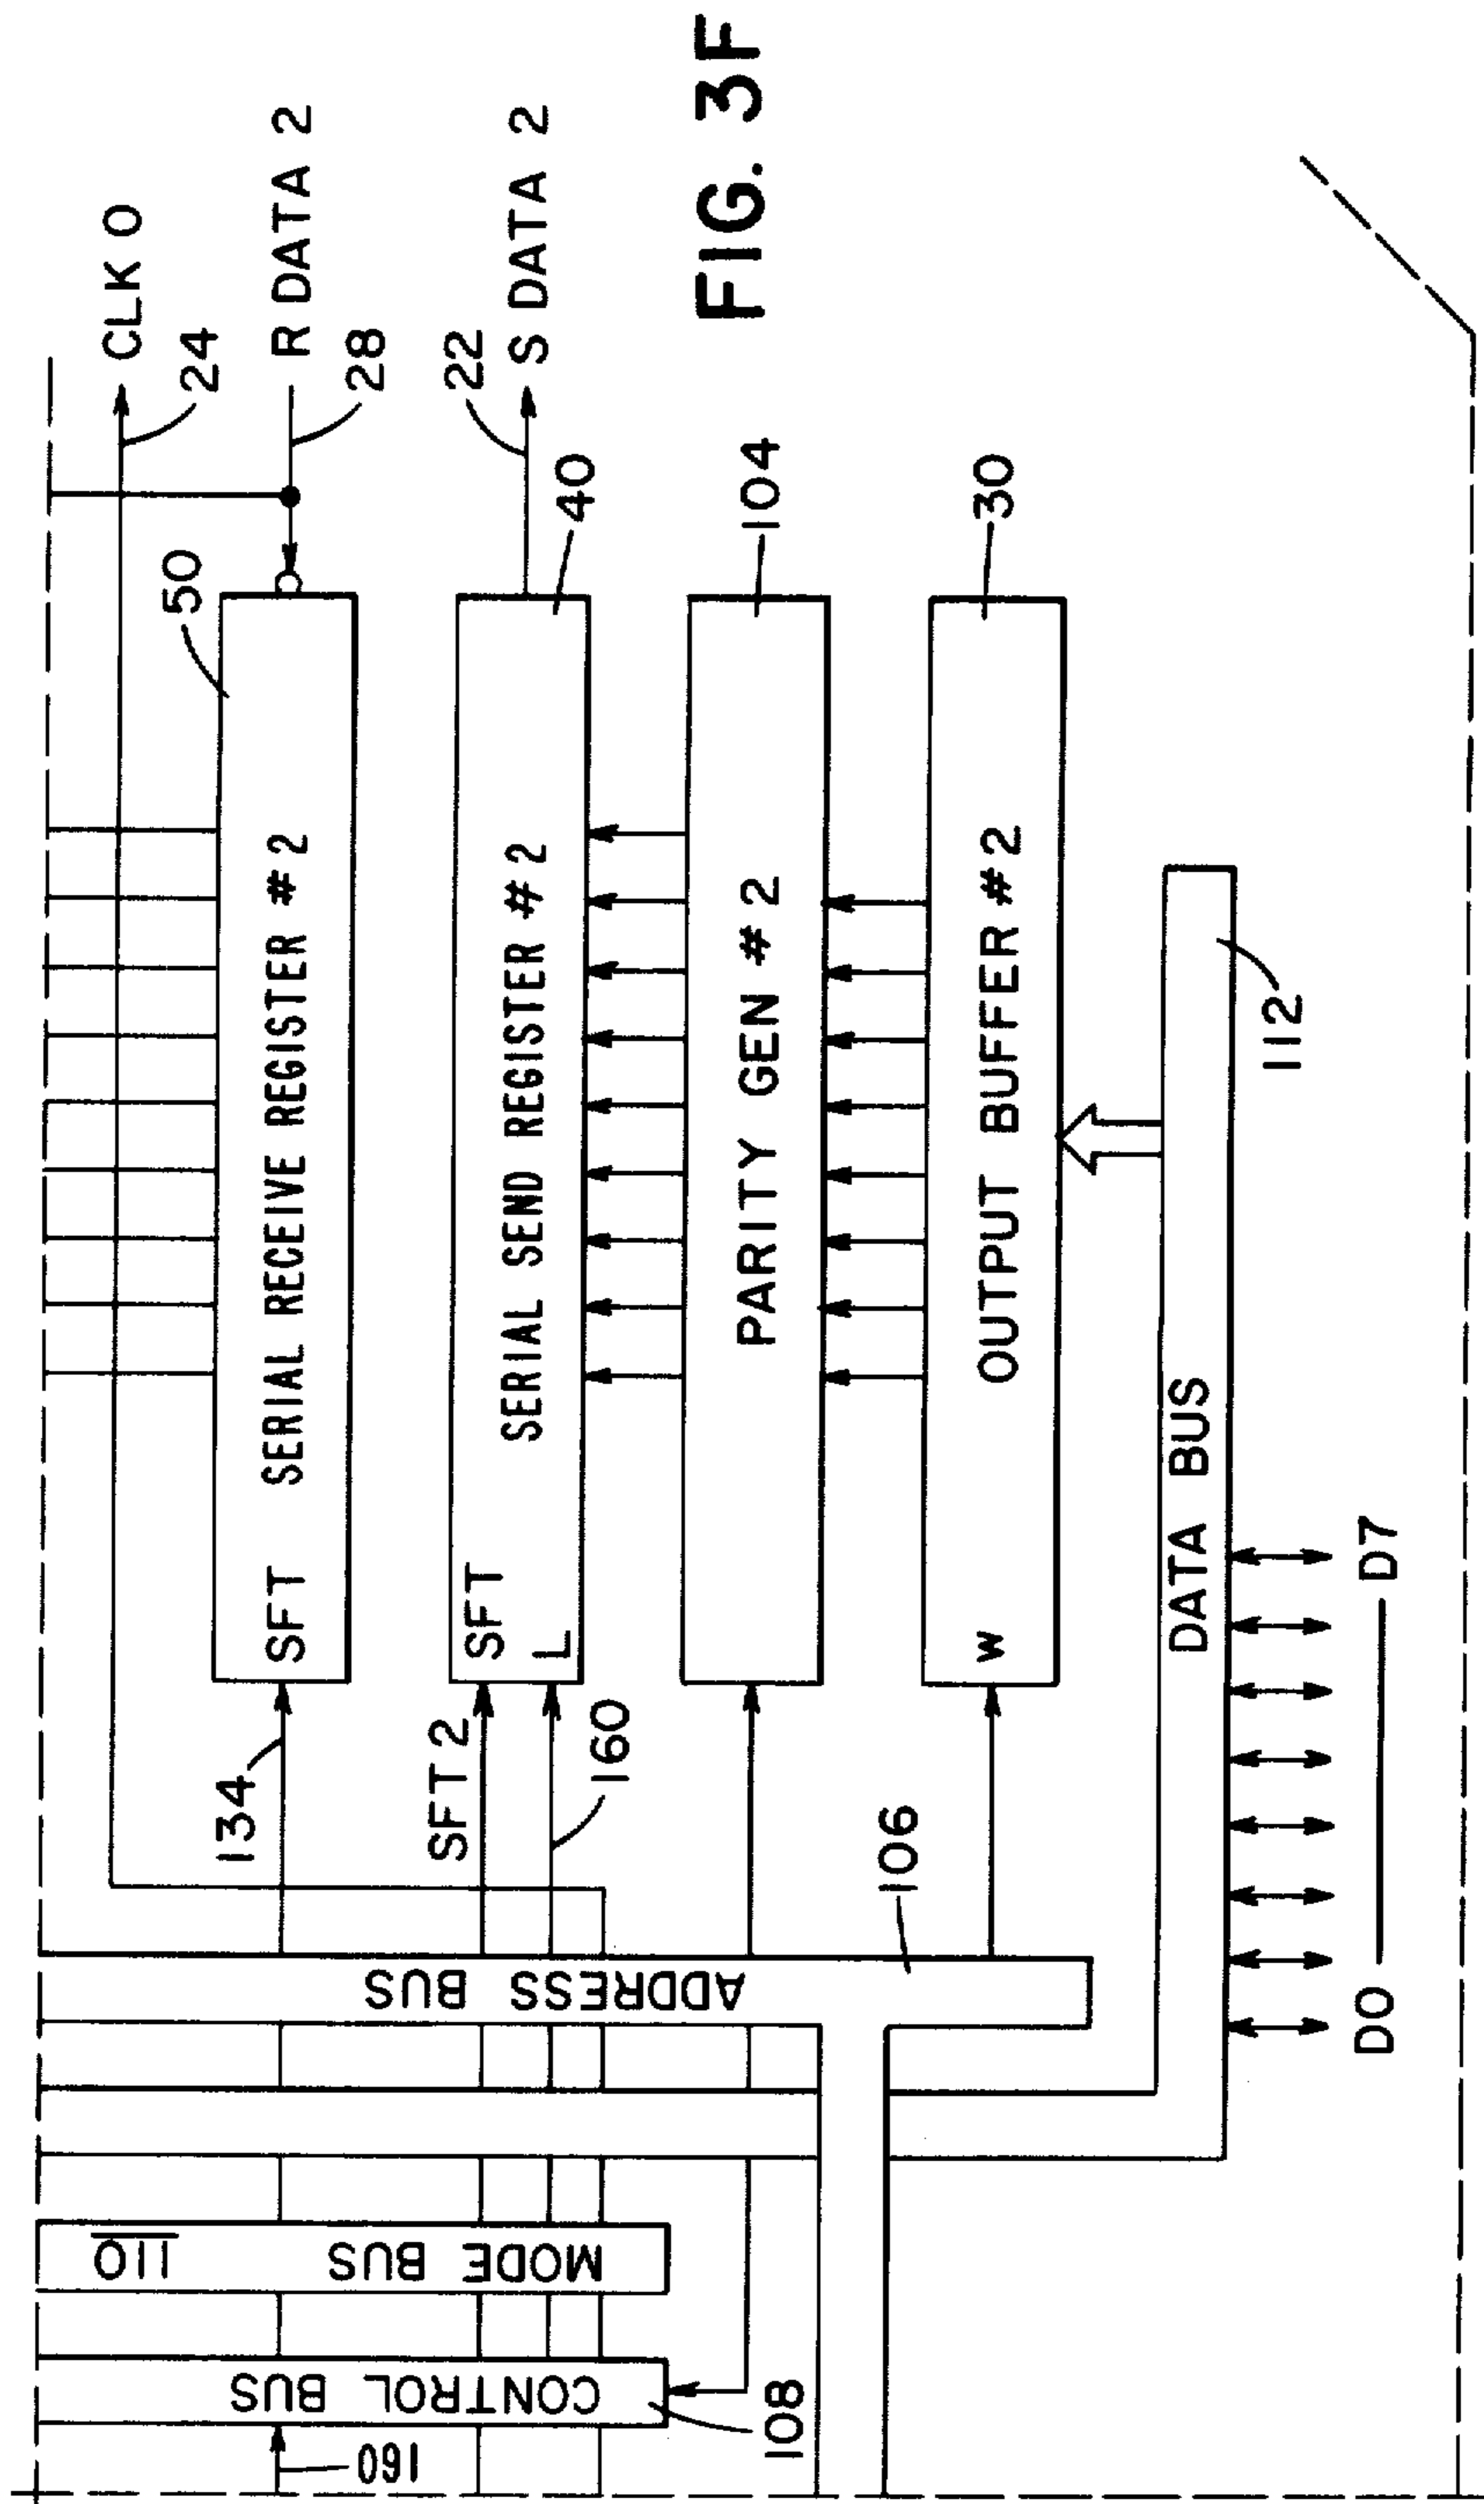 CLK 0
24
R DATA 2
28
22
S DATA 2
FIG. 3F
50
40
104
30
SFT SERIAL RECEIVE REGISTER #2
SFT SERIAL SEND REGISTER #2
L
PARITY GEN #2
W OUTPUT BUFFER #2
DATA BUS
112
134
SFT 2
160
106
ADDRESS BUS
D0
D7
MODE BUS 110
CONTROL BUS
108
160